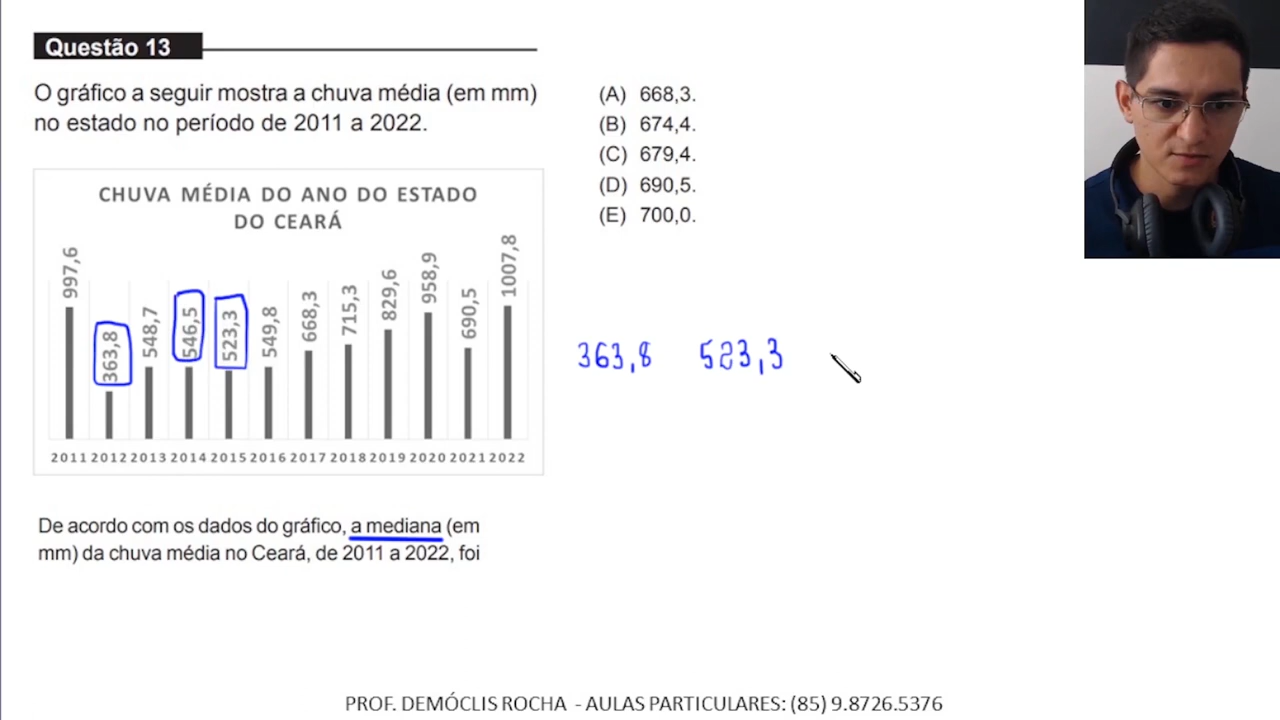 Questão 13
O gráfico a seguir mostra a chuva média (em mm)
no estado no período de 2011 a 2022.
CHUVA MÉDIA DO ANO DO ESTADO
DO CEARÁ
997,6
363,8
548,7
546,5
523,3
549,8
668,3
715,3
829,6
958,9
690,5
1007,8
2011 2012 2013 2014 2015 2016 2017 2018 2019 2020 2021 2022
De acordo com os dados do gráfico, a mediana (em
mm) da chuva média no Ceará, de 2011 a 2022, foi
(A) 668,3.
(B) 674,4.
(C) 679,4.
(D) 690,5.
(E) 700,0.
363,8 523,3
PROF. DEMÓCLIS ROCHA - AULAS PARTICULARES: (85) 9.8726.5376